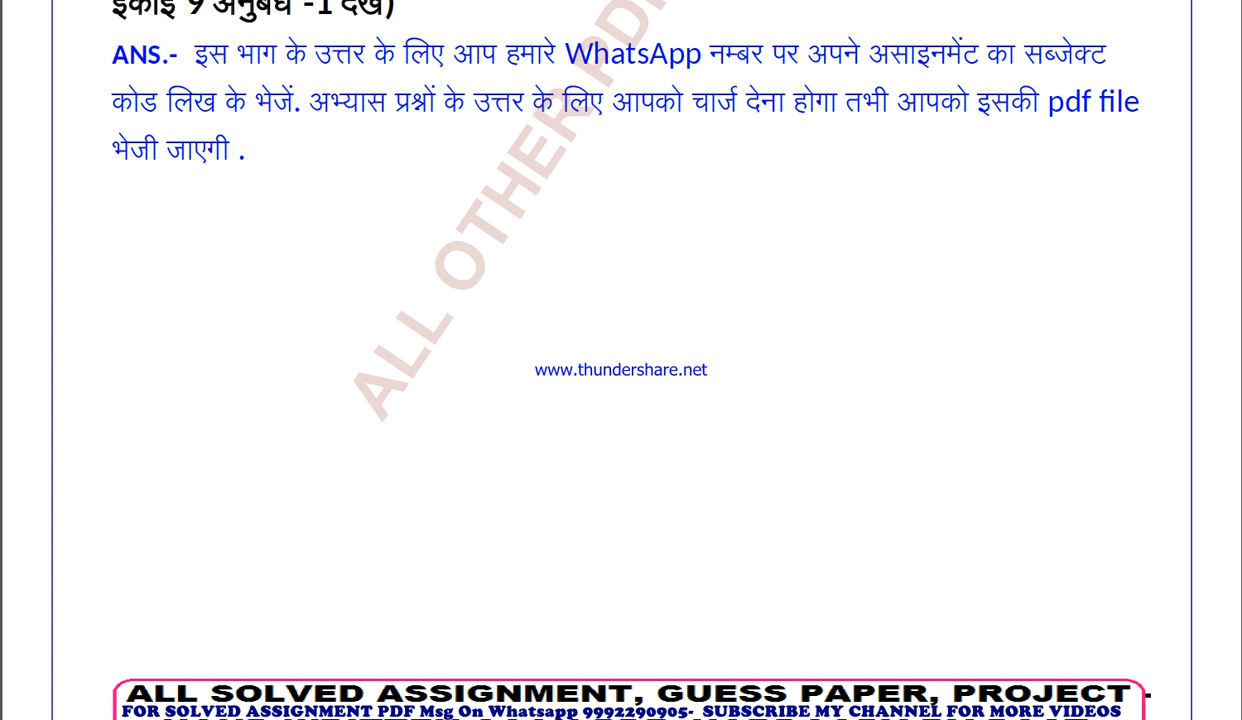 इकाई 9 अनुबंध -1 देखें)
ANS.- इस भाग के उत्तर के लिए आप हमारे WhatsApp नम्बर पर अपने असाइनमेंट का सब्जेक्ट
कोड लिख के भेजें. अभ्यास प्रश्नों के उत्तर के लिए आपको चार्ज देना होगा तभी आपको इसकी pdf file
भेजी जाएगी .
ALL OTHER PDF
www.thundershare.net
ALL SOLVED ASSIGNMENT, GUESS PAPER, PROJECT -
FOR SOLVED ASSIGNMENT PDF Msg On Whatsapp 9992290905- SUBSCRIBE MY CHANNEL FOR MORE VIDEOS